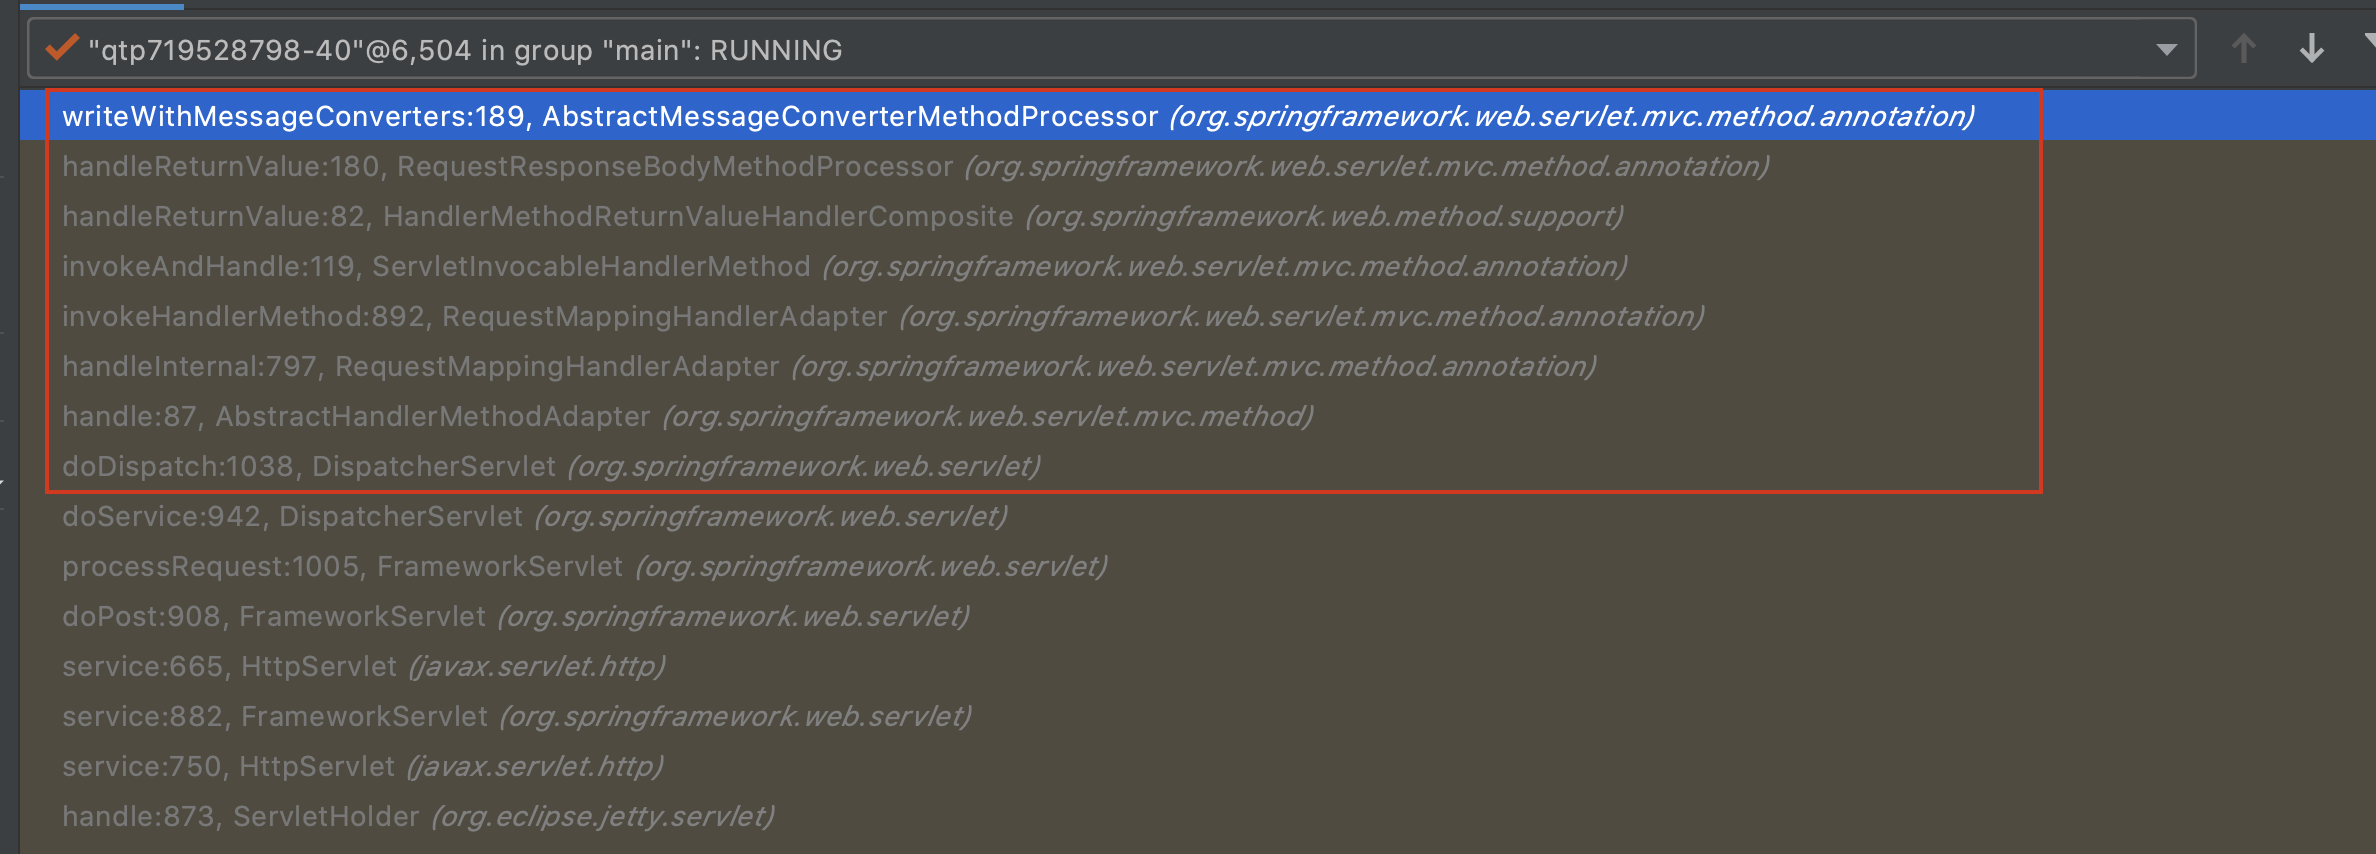 "qtp719528798-40"@6,504 in group "main": RUNNING
writeWithMessageConverters:189, AbstractMessageConverterMethodProcessor (org.springframework.web.servlet.mvc.method.annotation)
handleReturnValue:180, RequestResponseBodyMethodProcessor (org.springframework.web.servlet.mvc.method.annotation)
handleReturnValue:82, HandlerMethodReturnValueHandlerComposite (org.springframework.web.method.support)
invokeAndHandle:119, ServletInvocableHandlerMethod (org.springframework.web.servlet.mvc.method.annotation)
invokeHandlerMethod:892, RequestMappingHandlerAdapter (org.springframework.web.servlet.mvc.method.annotation)
handleInternal:797, RequestMappingHandlerAdapter (org.springframework.web.servlet.mvc.method.annotation)
handle:87, AbstractHandlerMethodAdapter (org.springframework.web.servlet.mvc.method)
doDispatch:1038, DispatcherServlet (org.springframework.web.servlet)
doService:942, DispatcherServlet (org.springframework.web.servlet)
processRequest:1005, FrameworkServlet (org.springframework.web.servlet)
doPost:908, FrameworkServlet (org.springframework.web.servlet)
service:665, HttpServlet (javax.servlet.http)
service:882, FrameworkServlet (org.springframework.web.servlet)
service:750, HttpServlet (javax.servlet.http)
handle:873, ServletHolder (org.eclipse.jetty.servlet)